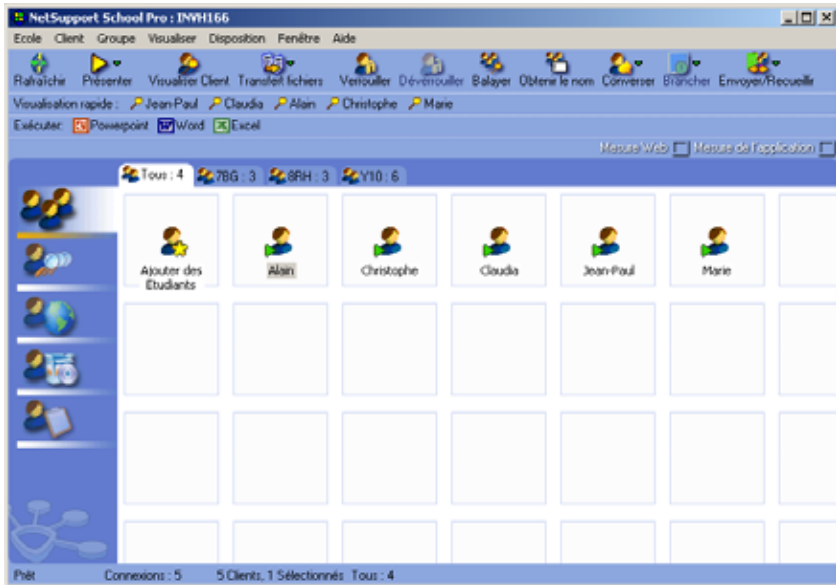 NetSupport School Pro : INVH166
Ecole Client Groupe Visualiser Disposition Fenêtre Aide
Rafraîchir Présenter Visualiser Client Transfert fichiers Verrouiller Déverrouiller Balayer Obtenir le nom Converser Brancher Envoyer/Recueillir
Visualisation rapide : Jean-Paul Claudia Alain Christophe Marie
Exécuter: Powerpoint Word Excel
Mesure Web Mesure de l'application
Tous : 4 7BG : 3 8RH : 3 Y10 : 6
Ajouter des Alain Christophe Claudia Jean-Paul Marie
Étudiants
Prêt Connexions : 5 5 Clients, 1 Sélectionnés Tous : 4